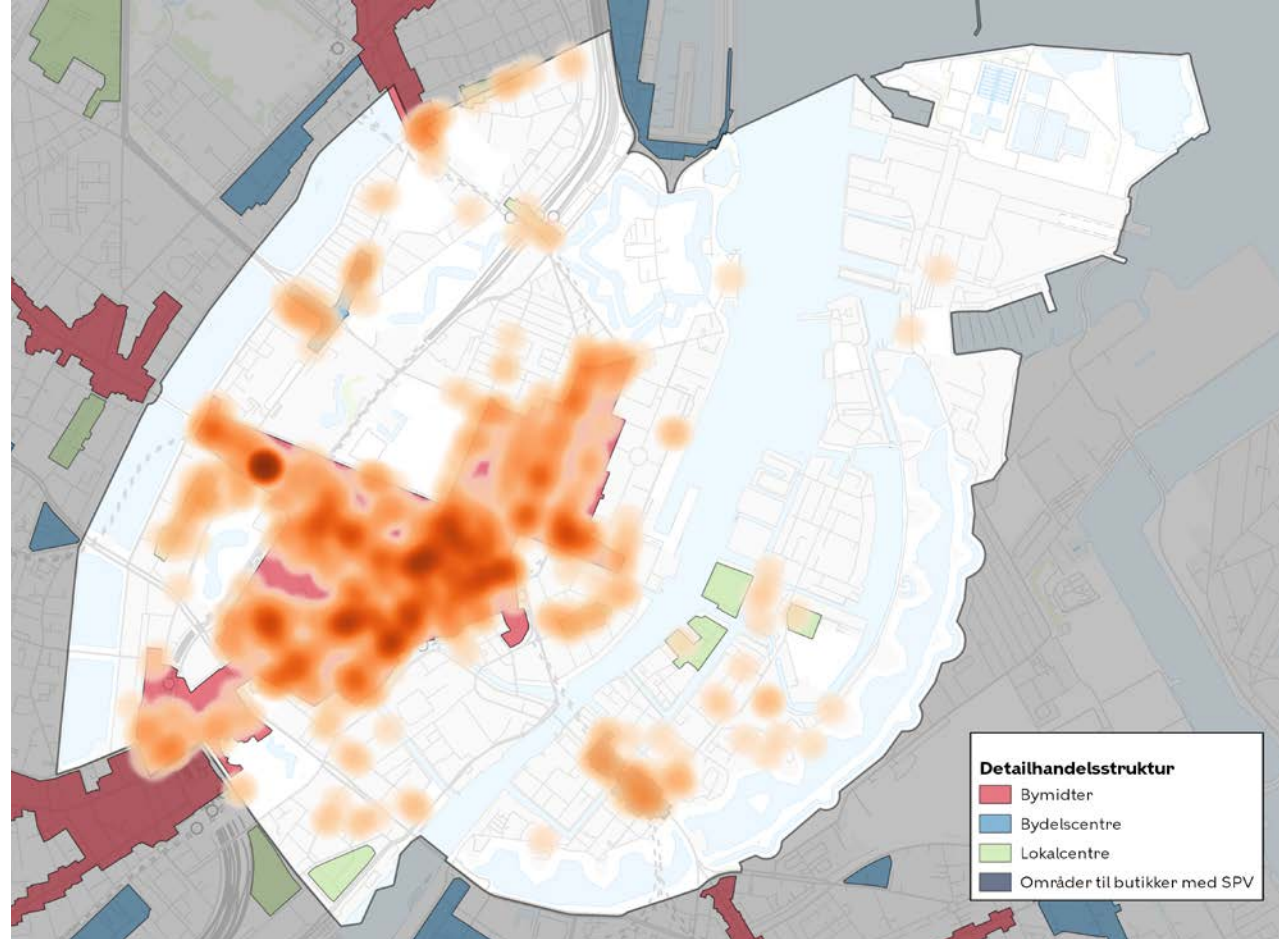 Detailhandelsstruktur
Bymidter
Bydelscentre
Lokalcentre
Områder til butikker med SPV